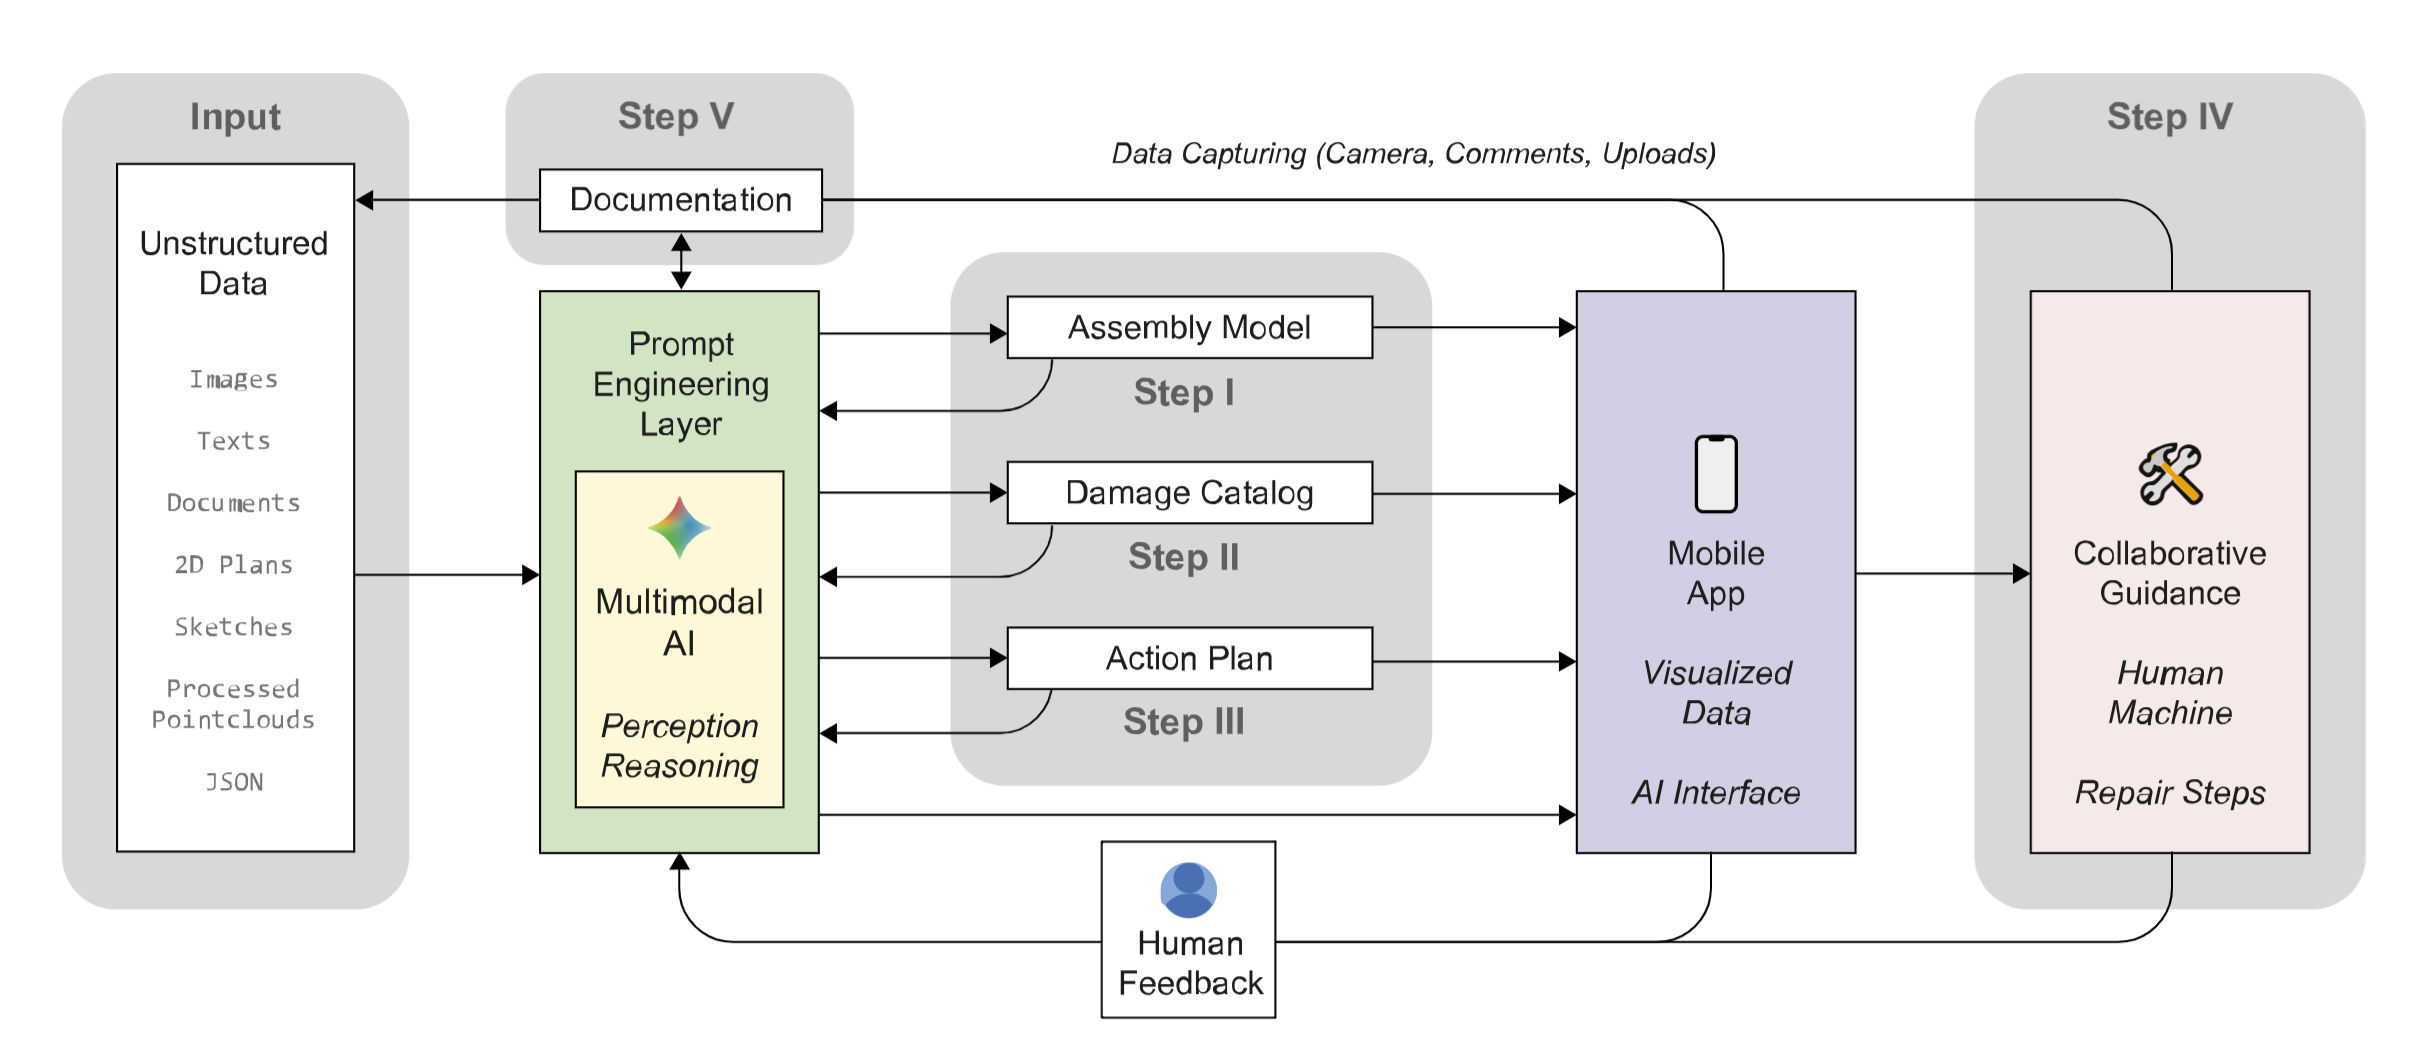 Input
Unstructured
Data
Images
Texts
Documents
2D Plans
Sketches
Processed
Pointclouds
JSON
Step V
Documentation
Prompt
Engineering
Layer
Multimodal
AI
Perception
Reasoning
Data Capturing (Camera, Comments, Uploads)
Assembly Model
Step I
Damage Catalog
Step II
Action Plan
Step III
Human
Feedback
Mobile
App
Visualized
Data
AI Interface
Step IV
Collaborative
Guidance
Human
Machine
Repair Steps